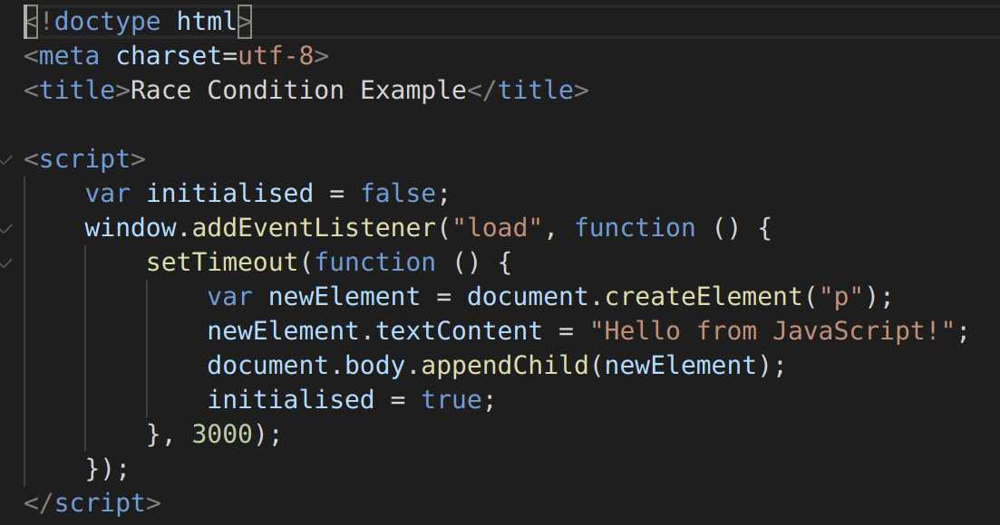 <!doctype html>
<meta charset=utf-8>
<title>Race Condition Example</title>
<script>
var initialised = false;
window.addEventListener("load", function () {
setTimeout(function () {
var newElement = document.createElement("p");
newElement.textContent = "Hello from JavaScript!";
document.body.appendChild(newElement);
initialised = true;
}, 3000);
});
</script>